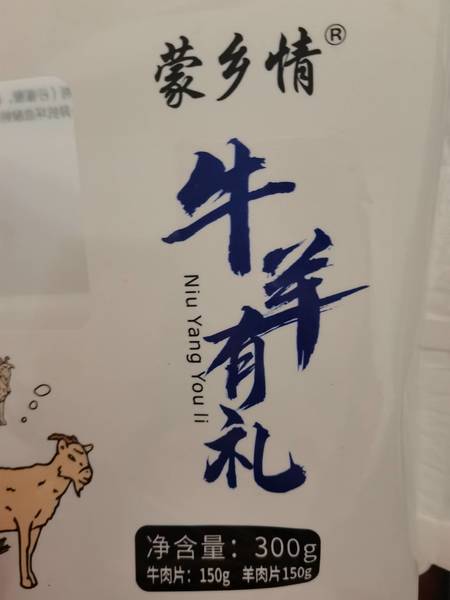 蒙乡情®
牛羊有礼
Niu Yang You li
净含量：300g
牛肉片：150g 羊肉片150g